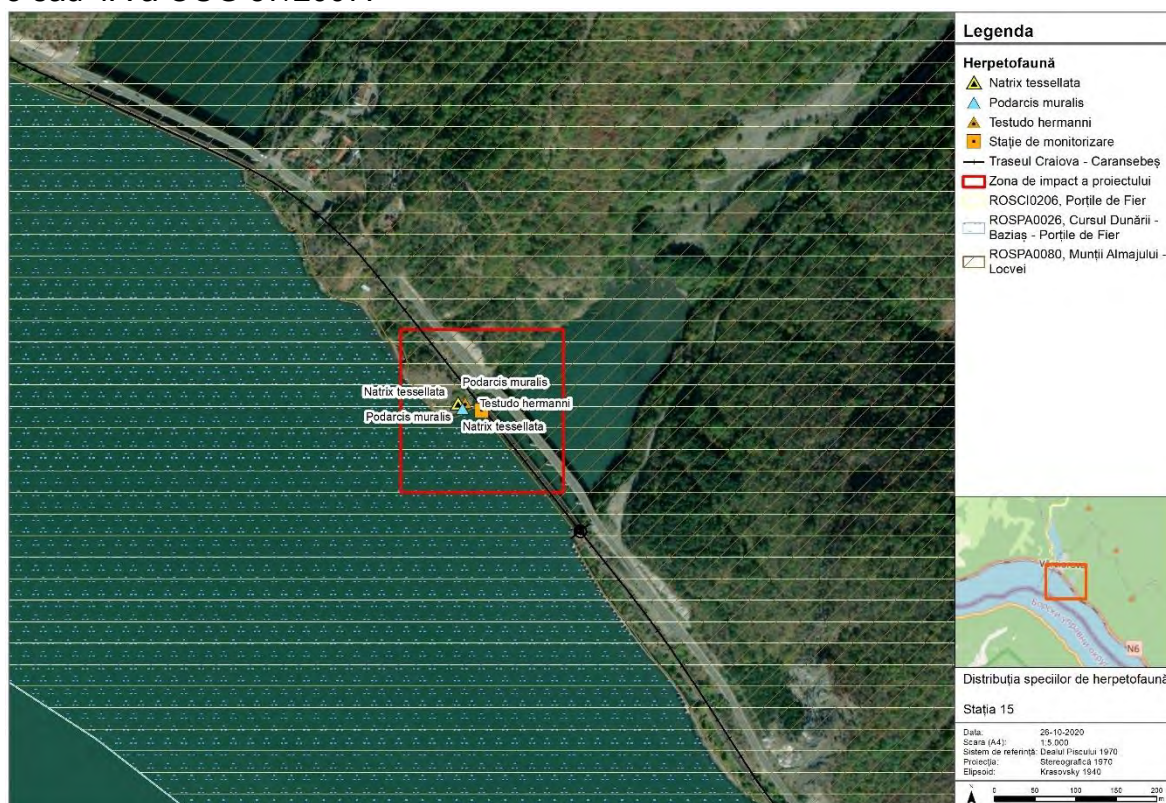 Natrix tessellata
Podarcis muralis
Podarcis muralis
Testudo hermanni
Natrix tessellata
Legenda
Herpetofaună
Natrix tessellata
Podarcis muralis
Testudo hermanni
Stație de monitorizare
Traseul Craiova - Caransebeș
Zona de impact a proiectului
ROSCI0206, Porțile de Fier
ROSPA0026, Cursul Dunării -
Baziaș - Porțile de Fier
ROSPA0080, Munții Almajului -
Locvei
N6
Distribuția speciilor de herpetofaună
Stația 15
Data: 26-10-2020
Scara (A4): 1:5.000
Sistem de referință: Dealul Piscului 1970
Proiecția: Stereografică 1970
Elipsoid: Krasovsky 1940
N
0 50 100 150 200
m